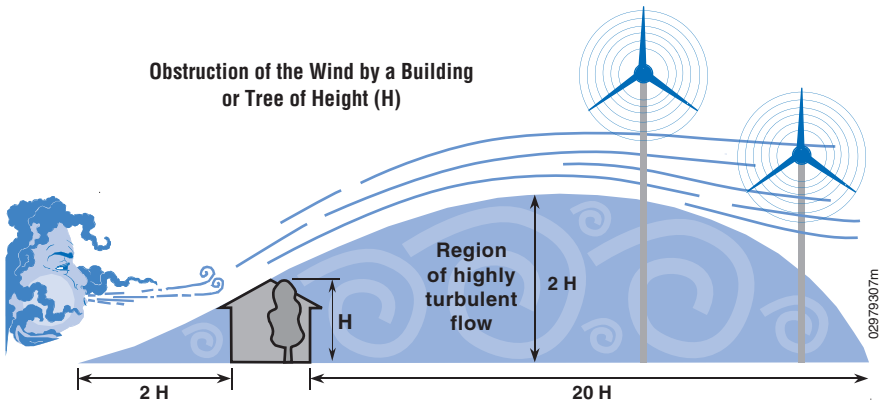 Obstruction of the Wind by a Building
or Tree of Height (H)
Region
of highly
turbulent
flow
2 H
H
2 H
20 H
02979307m